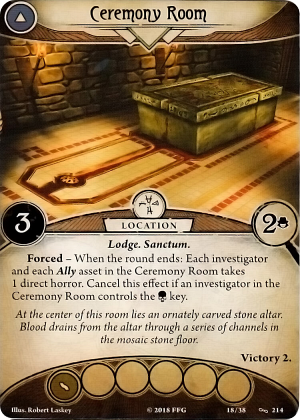 Ceremony Room
3
LOCATION
2
Lodge. Sanctum.
Forced – When the round ends: Each investigator
and each Ally asset in the Ceremony Room takes
1 direct horror. Cancel this effect if an investigator in the
Ceremony Room controls the key.
At the center of this room lies an ornately carved stone altar.
Blood drains from the altar through a series of channels in
the mosaic stone floor.
Victory 2.
Illus. Robert Laskey
© 2018 FFG
18/38
214